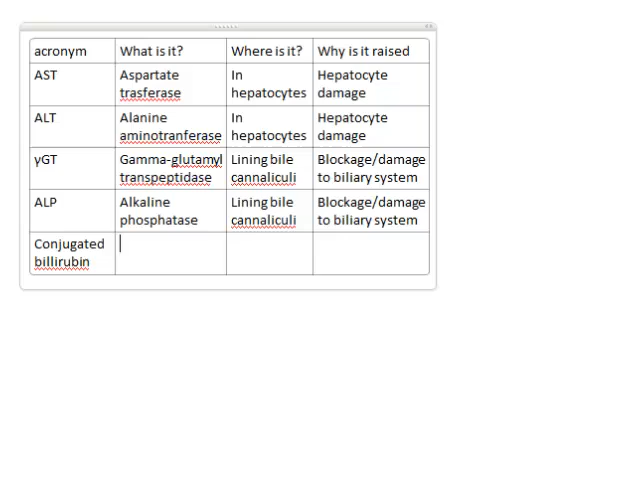 acronym What is it? Where is it? Why is it raised
AST Aspartate In Hepatocyte
trasferase hepatocytes damage
ALT Alanine In Hepatocyte
aminotranferase hepatocytes damage
γGT Gamma-glutamyl Lining bile Blockage/damage
transpeptidase cannaliculi to biliary system
ALP Alkaline Lining bile Blockage/damage
phosphatase cannaliculi to biliary system
Conjugated
billirubin